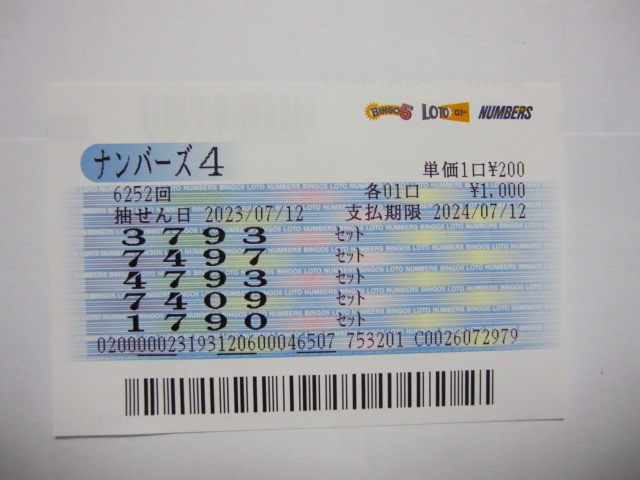 BINGO5 LOTO ロト NUMBERS
ナンバーズ4 単価1口¥200
6252回 各01口 ¥1,000
抽せん日 2023/07/12 支払期限 2024/07/12
3793 セット
7497 セット
4793 セット
7409 セット
1790 セット
020000023193120600046507 753201 C0026072979